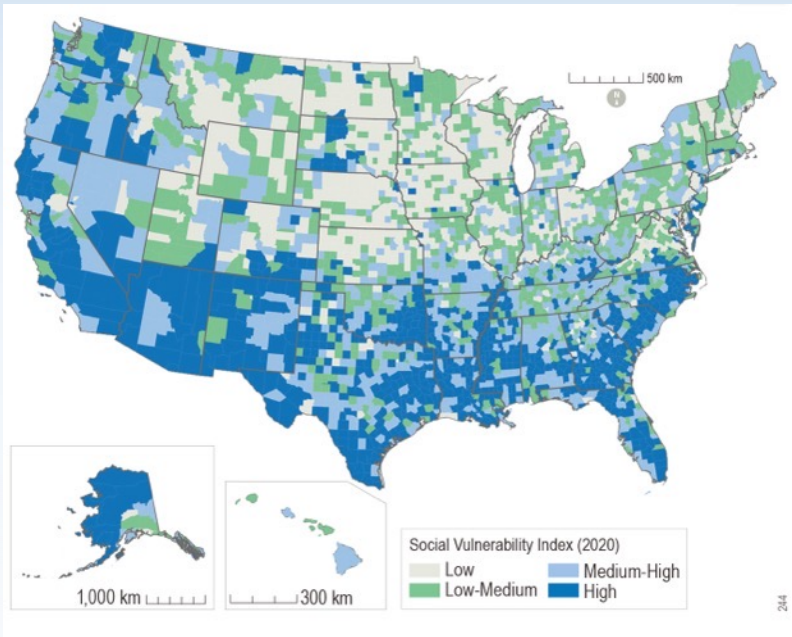 500 km
N
1,000 km
300 km
Social Vulnerability Index (2020)
Low
Medium-High
Low-Medium
High
244